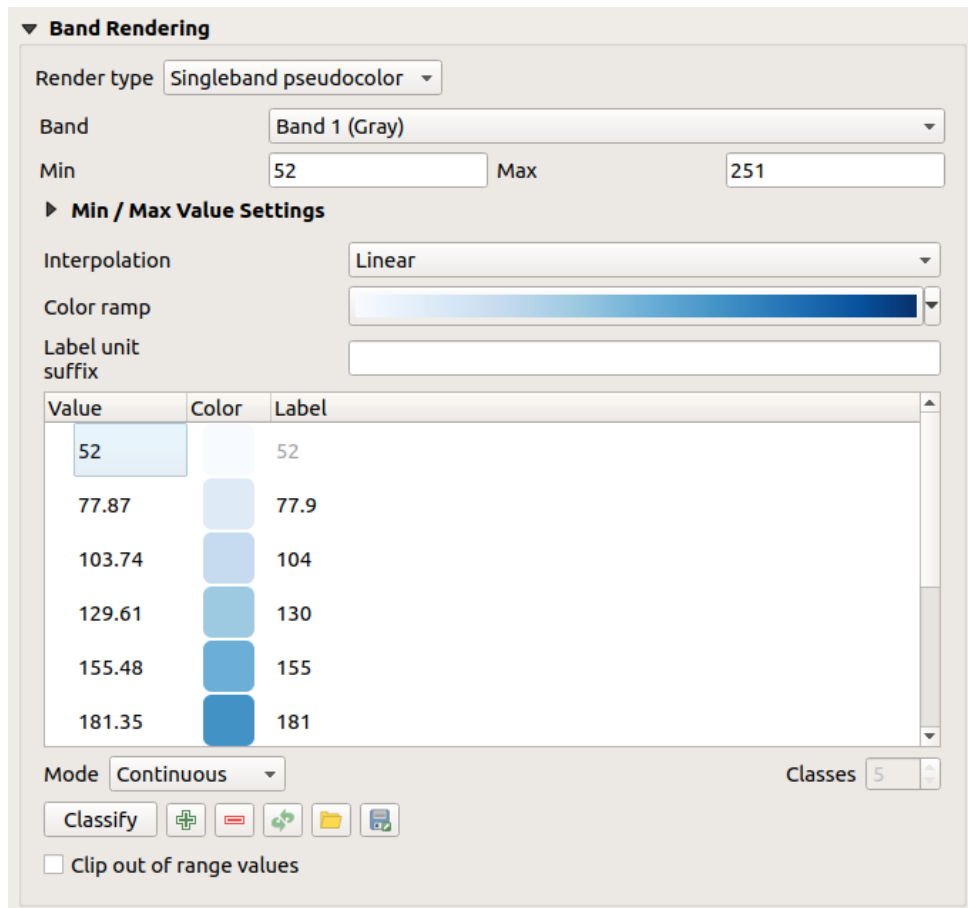 Band Rendering
Render type Singleband pseudocolor
Band Band 1 (Gray)
Min 52 Max 251
Min / Max Value Settings
Interpolation Linear
Color ramp
Label unit
suffix
Value Color Label
52 52
77.87 77.9
103.74 104
129.61 130
155.48 155
181.35 181
Mode Continuous Classes 5
Classify
Clip out of range values